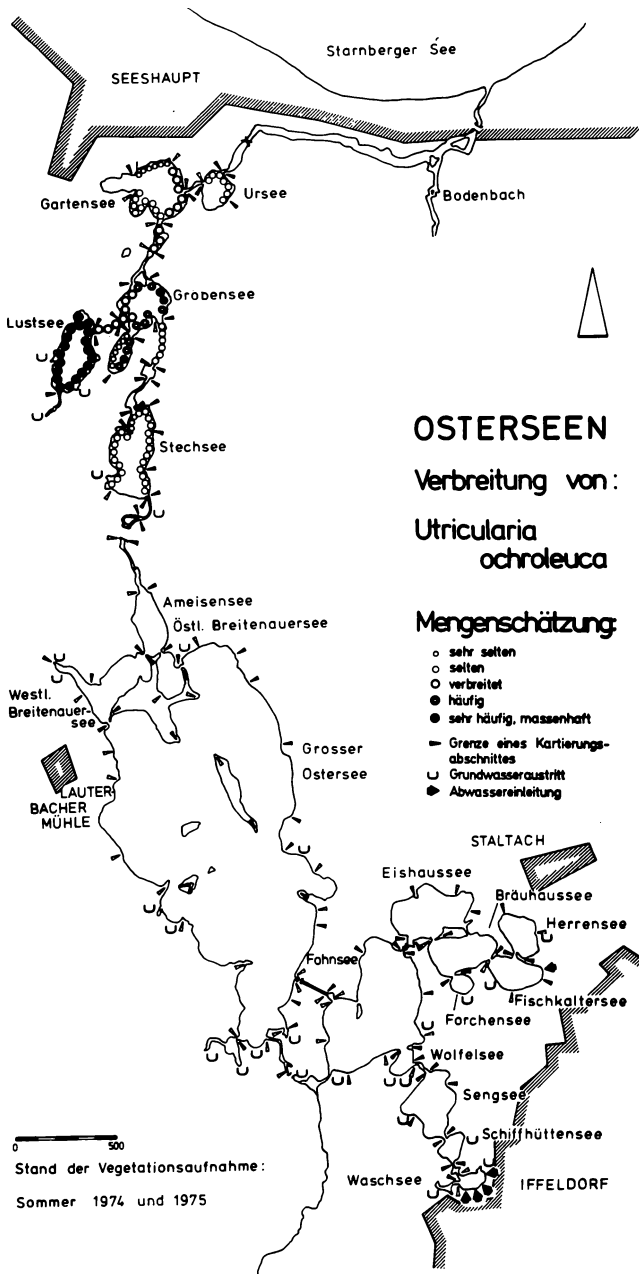 Starnberger See
SEESHAUPT
Gartensee
Ursee
Bodenbach
Gröbensee
Lustsee
Stechsee
OSTERSEEN
Verbreitung von:
Utricularia
ochroleuca
Ameisensee
Östl. Breitenauersee
Mengenschätzung:
sehr selten
selten
verbreitet
häufig
sehr häufig, massenhaft
Grenze eines Kartierungs-
abschnittes
Grundwasseraustritt
Abwassereinleitung
Westl.
Breitenauer-
see
Grosser
Ostersee
LAUTER
BACHER
MÜHLE
STALTACH
Eishaussee
Bräuhaussee
Herrensee
Fohnsee
Fischkaltersee
Forchensee
Wolfelsee
Sengsee
Schiffhüttensee
Waschsee
IFFELDORF
0 500
Stand der Vegetationsaufnahme:
Sommer 1974 und 1975